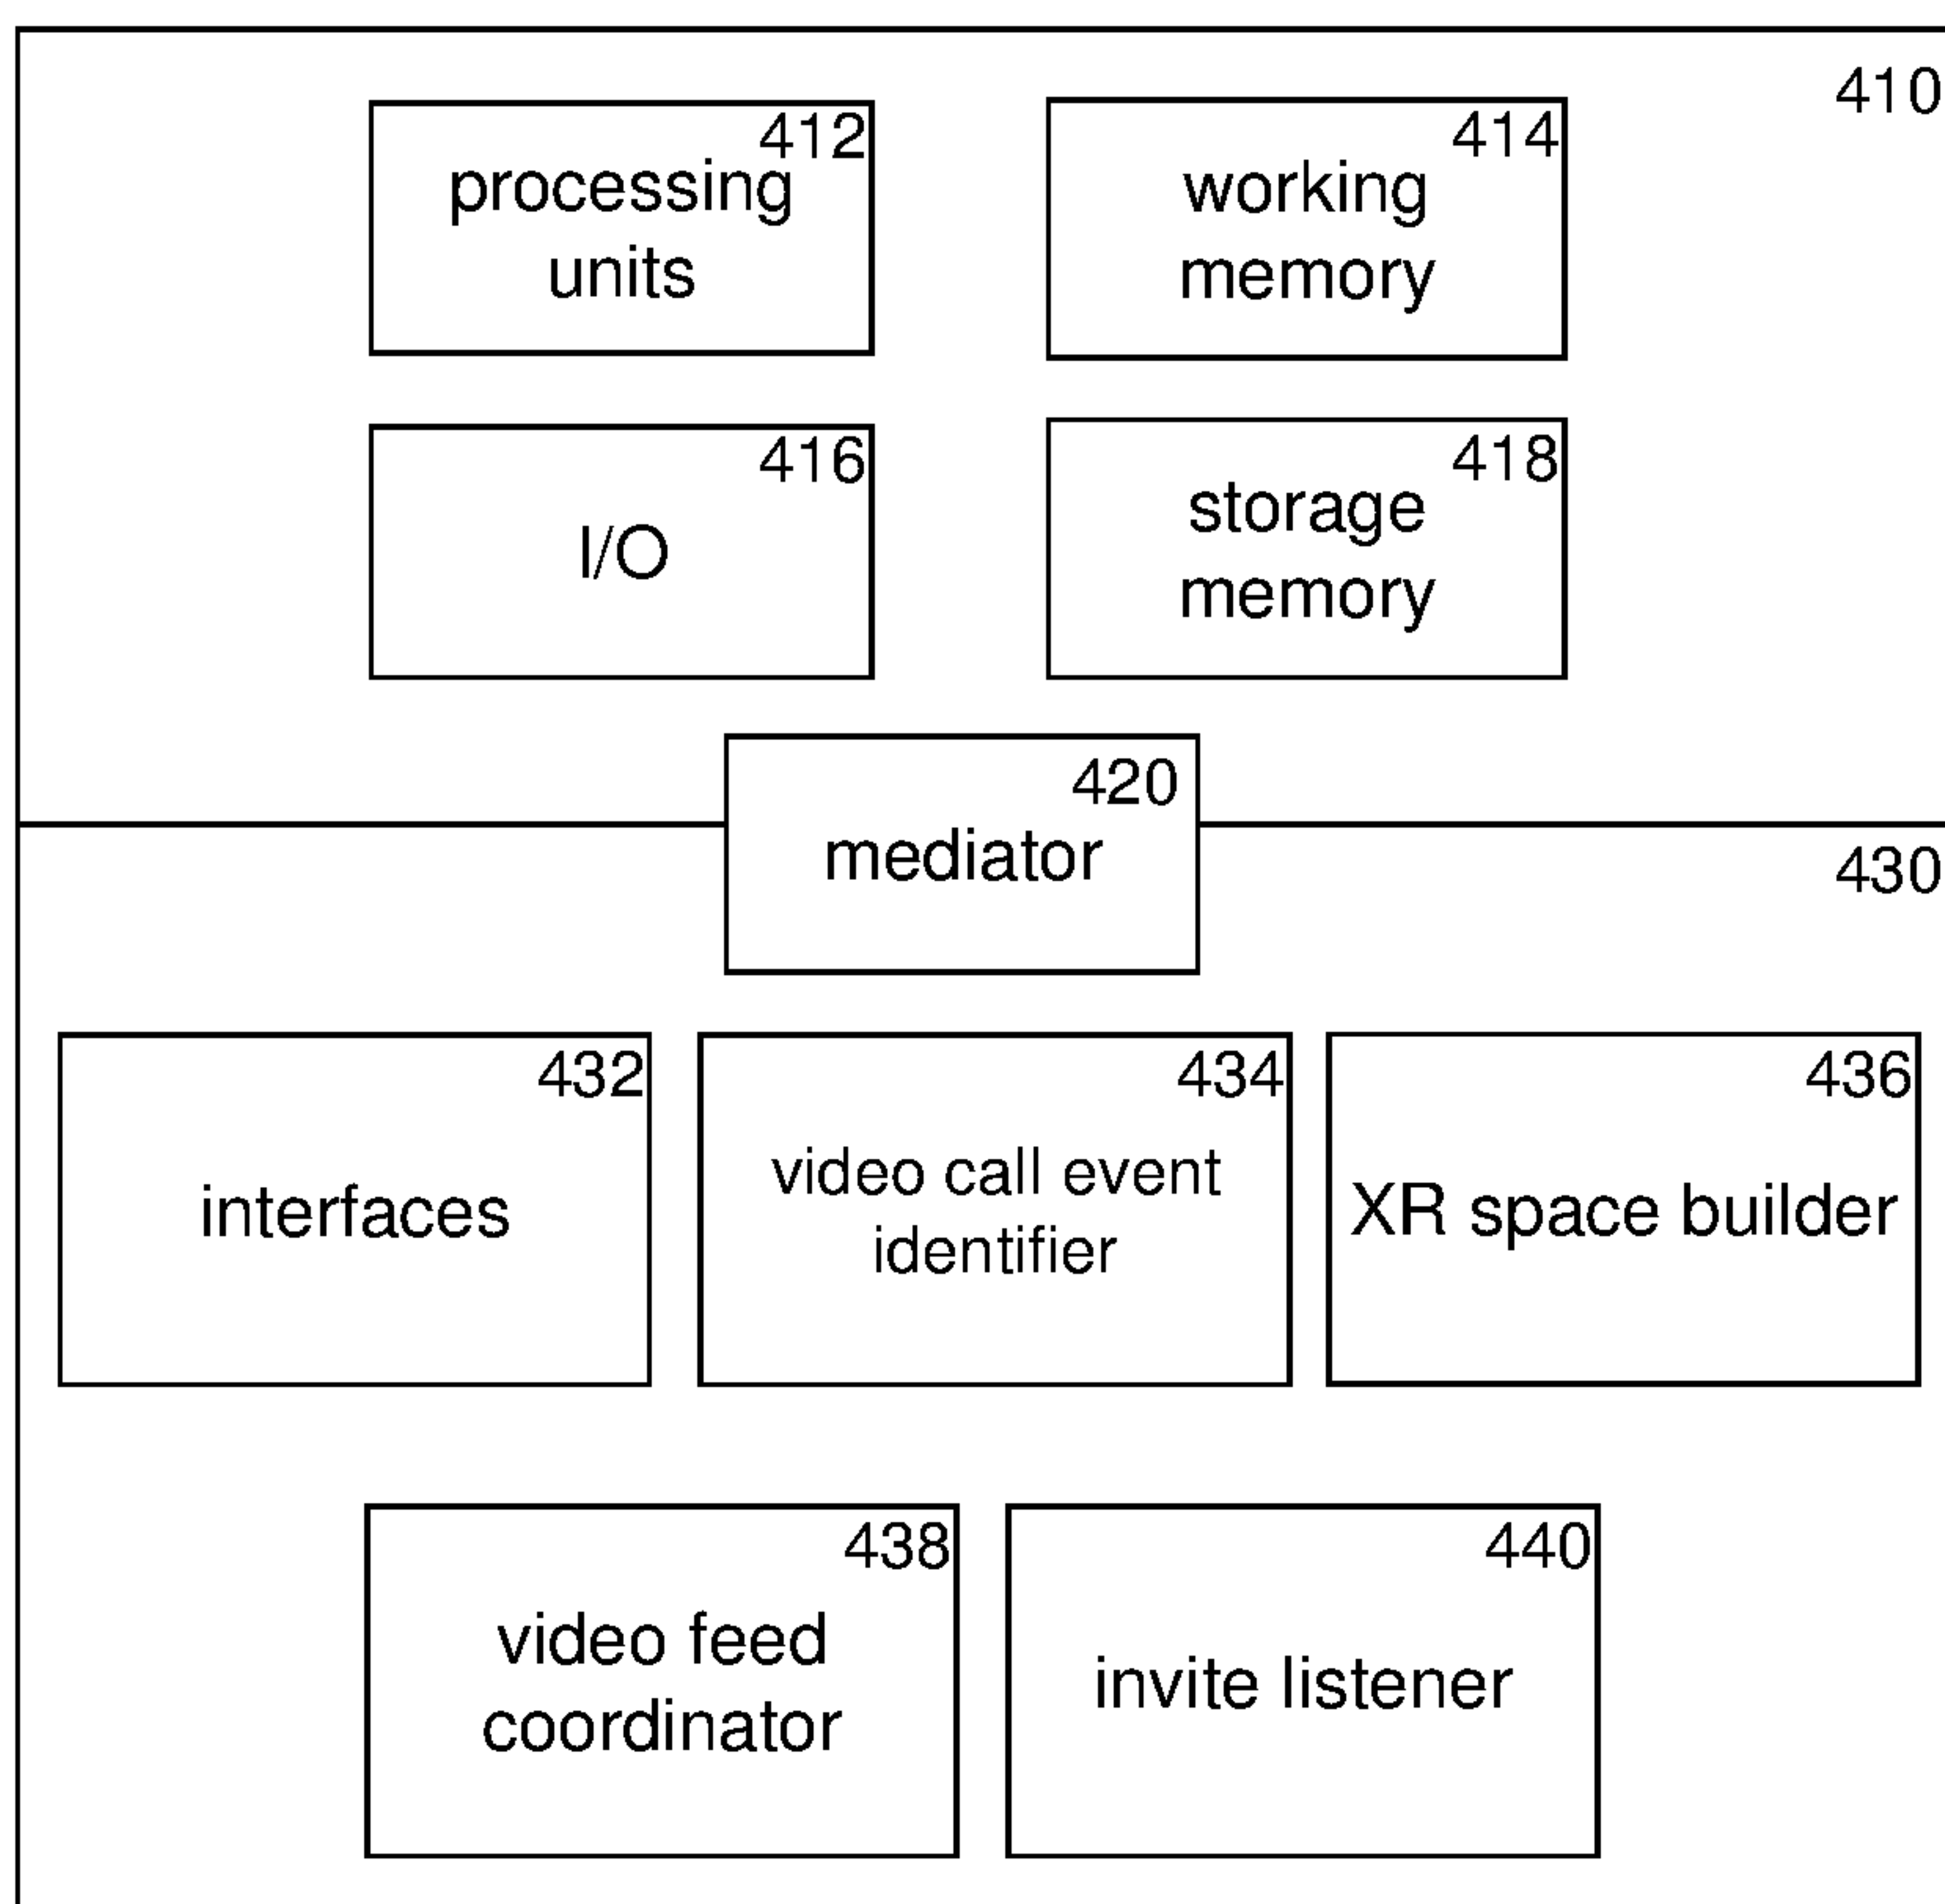 410
412
processing
units
414
working
memory
416
I/O
418
storage
memory
420
mediator
430
432
interfaces
434
video call event
identifier
436
XR space builder
438
video feed
coordinator
440
invite listener